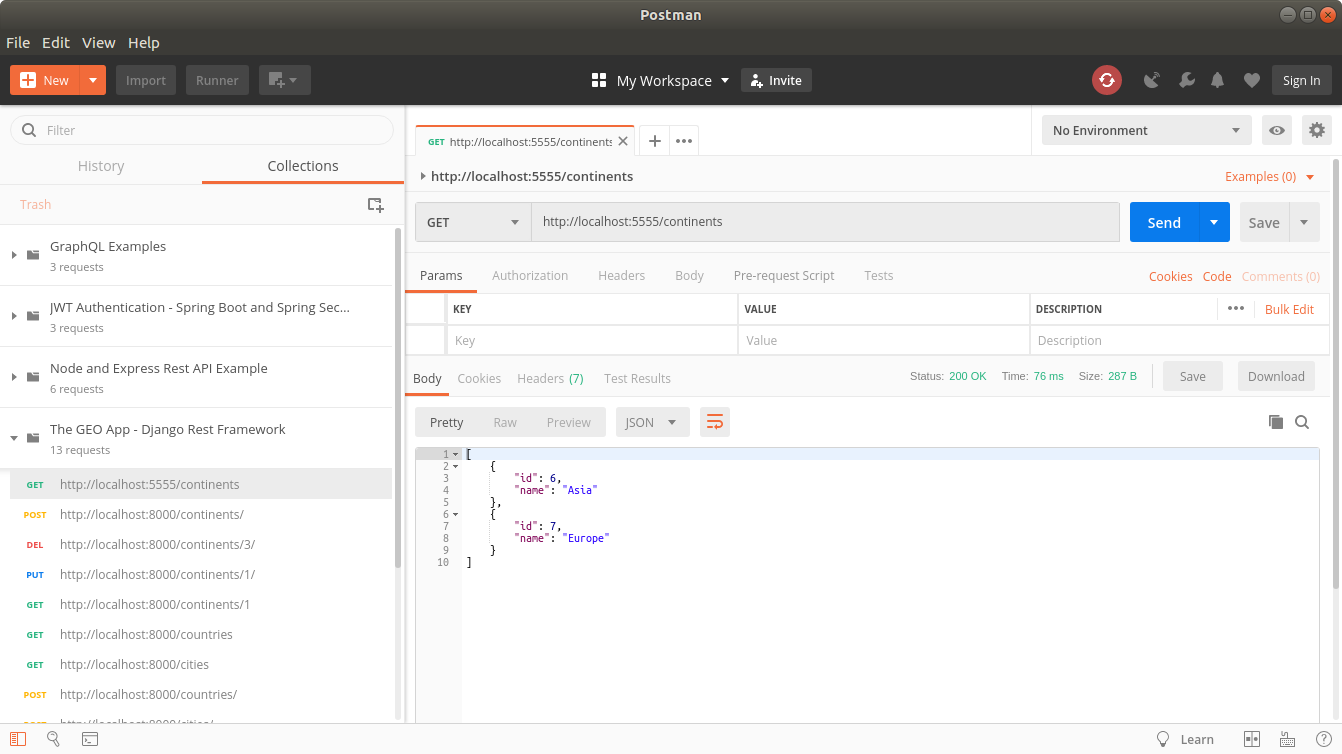 Postman
File Edit View Help
New Import Runner My Workspace Invite Sign In
Filter
History Collections
Trash
GraphQL Examples
3 requests
JWT Authentication - Spring Boot and Spring Sec...
3 requests
Node and Express Rest API Example
6 requests
The GEO App - Django Rest Framework
13 requests
GET http://localhost:5555/continents
POST http://localhost:8000/continents/
DEL http://localhost:8000/continents/3/
PUT http://localhost:8000/continents/1/
GET http://localhost:8000/continents/1
GET http://localhost:8000/countries
GET http://localhost:8000/cities
POST http://localhost:8000/countries/
POST http://localhost:8000/cities/
GET http://localhost:5555/continents
No Environment
http://localhost:5555/continents Examples (0)
GET http://localhost:5555/continents Send Save
Params Authorization Headers Body Pre-request Script Tests Cookies Code Comments (0)
KEY VALUE DESCRIPTION Bulk Edit
Key Value Description
Body Cookies Headers (7) Test Results Status: 200 OK Time: 76 ms Size: 287 B Save Download
Pretty Raw Preview JSON
1 [
2 {
3 "id": 6,
4 "name": "Asia"
5 },
6 {
7 "id": 7,
8 "name": "Europe"
9 }
10 ]
Learn